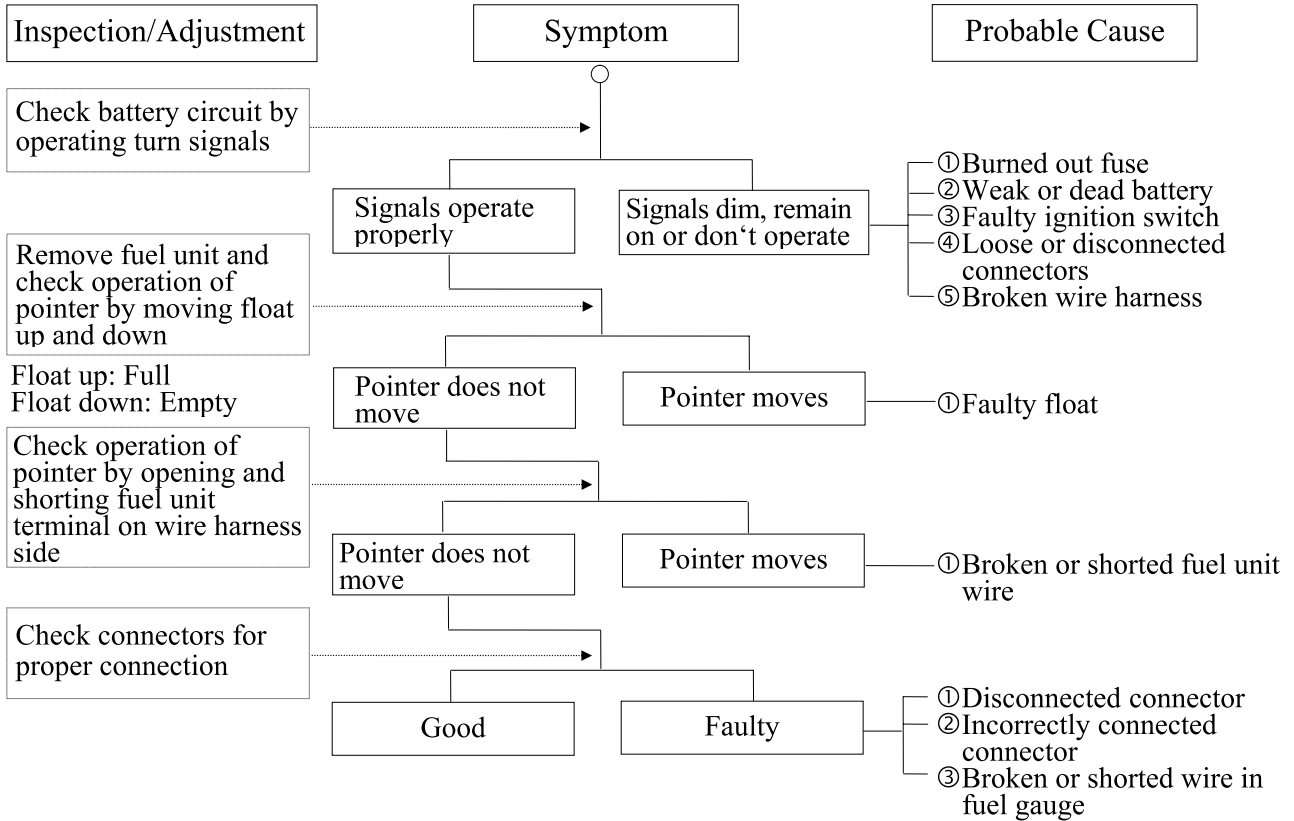 Inspection/Adjustment
Symptom
Probable Cause
Check battery circuit by
operating turn signals
Signals operate
properly
Signals dim, remain
on or don‘t operate
①Burned out fuse
②Weak or dead battery
③Faulty ignition switch
④Loose or disconnected
connectors
⑤Broken wire harness
Remove fuel unit and
check operation of
pointer by moving float
up and down
Float up: Full
Float down: Empty
Pointer does not
move
Pointer moves
①Faulty float
Check operation of
pointer by opening and
shorting fuel unit
terminal on wire harness
side
Pointer does not
move
Pointer moves
①Broken or shorted fuel unit
wire
Check connectors for
proper connection
Good
Faulty
①Disconnected connector
②Incorrectly connected
connector
③Broken or shorted wire in
fuel gauge